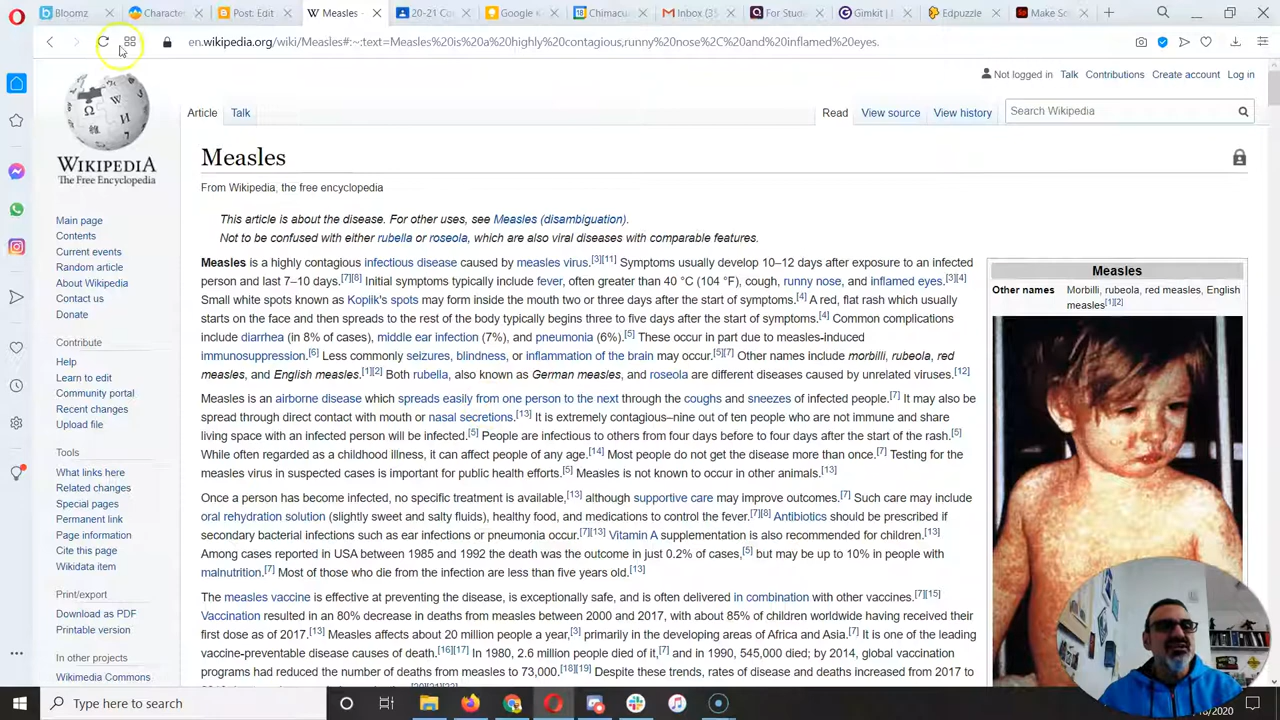 Bloomz
Character
Post: Edit
W Measles -
20-21 Co
Google
Chimacu
Inbox (35
For Stud
Gimkit |
Edpuzzle
Make So
en.wikipedia.org/wiki/Measles#:~:text=Measles%20is%20a%20highly%20contagious,runny%20nose%2C%20and%20inflamed%20eyes.
WIKIPEDIA
The Free Encyclopedia
Not logged in Talk Contributions Create account Log in
Article Talk
Read View source View history
Search Wikipedia
Measles
From Wikipedia, the free encyclopedia
This article is about the disease. For other uses, see Measles (disambiguation).
Not to be confused with either rubella or roseola, which are also viral diseases with comparable features.
Measles is a highly contagious infectious disease caused by measles virus.[3][11] Symptoms usually develop 10–12 days after exposure to an infected
person and last 7–10 days.[7][8] Initial symptoms typically include fever, often greater than 40 °C (104 °F), cough, runny nose, and inflamed eyes.[3][4]
Small white spots known as Koplik's spots may form inside the mouth two or three days after the start of symptoms.[4] A red, flat rash which usually
starts on the face and then spreads to the rest of the body typically begins three to five days after the start of symptoms.[4] Common complications
include diarrhea (in 8% of cases), middle ear infection (7%), and pneumonia (6%).[5] These occur in part due to measles-induced
immunosuppression.[6] Less commonly seizures, blindness, or inflammation of the brain may occur.[5][7] Other names include morbilli, rubeola, red
measles, and English measles.[1][2] Both rubella, also known as German measles, and roseola are different diseases caused by unrelated viruses.[12]
Measles is an airborne disease which spreads easily from one person to the next through the coughs and sneezes of infected people.[7] It may also be
spread through direct contact with mouth or nasal secretions.[13] It is extremely contagious–nine out of ten people who are not immune and share
living space with an infected person will be infected.[5] People are infectious to others from four days before to four days after the start of the rash.[5]
While often regarded as a childhood illness, it can affect people of any age.[14] Most people do not get the disease more than once.[7] Testing for
the measles virus in suspected cases is important for public health efforts.[5] Measles is not known to occur in other animals.[13]
Once a person has become infected, no specific treatment is available,[13] although supportive care may improve outcomes.[7] Such care may include
oral rehydration solution (slightly sweet and salty fluids), healthy food, and medications to control the fever.[7][8] Antibiotics should be prescribed if
secondary bacterial infections such as ear infections or pneumonia occur.[7][13] Vitamin A supplementation is also recommended for children.[13]
Among cases reported in USA between 1985 and 1992 the death was the outcome in just 0.2% of cases,[5] but may be up to 10% in people with
malnutrition.[7] Most of those who die from the infection are less than five years old.[13]
The measles vaccine is effective at preventing the disease, is exceptionally safe, and is often delivered in combination with other vaccines.[7][15]
Vaccination resulted in an 80% decrease in deaths from measles between 2000 and 2017, with about 85% of children worldwide having received their
first dose as of 2017.[13] Measles affects about 20 million people a year,[3] primarily in the developing areas of Africa and Asia.[7] It is one of the leading
vaccine-preventable disease causes of death.[16][17] In 1980, 2.6 million people died of it,[7] and in 1990, 545,000 died; by 2014, global vaccination
programs had reduced the number of deaths from measles to 73,000.[18][19] Despite these trends, rates of disease and deaths increased from 2017 to
Measles
Other names Morbilli, rubeola, red measles, English
measles[1][2]
Main page
Contents
Current events
Random article
About Wikipedia
Contact us
Donate
Contribute
Help
Learn to edit
Community portal
Recent changes
Upload file
Tools
What links here
Related changes
Special pages
Permanent link
Page information
Cite this page
Wikidata item
Print/export
Download as PDF
Printable version
In other projects
Wikimedia Commons
Type here to search
/2020